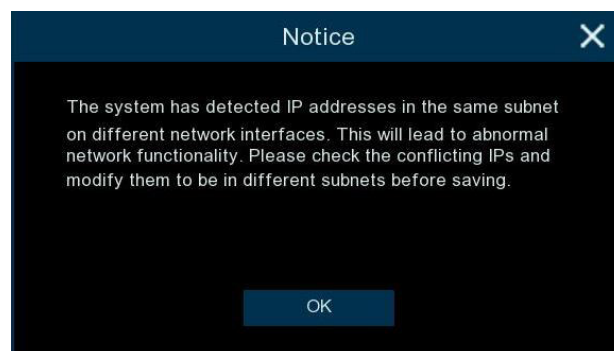 Notice
The system has detected IP addresses in the same subnet
on different network interfaces. This will lead to abnormal
network functionality. Please check the conflicting IPs and
modify them to be in different subnets before saving.
OK